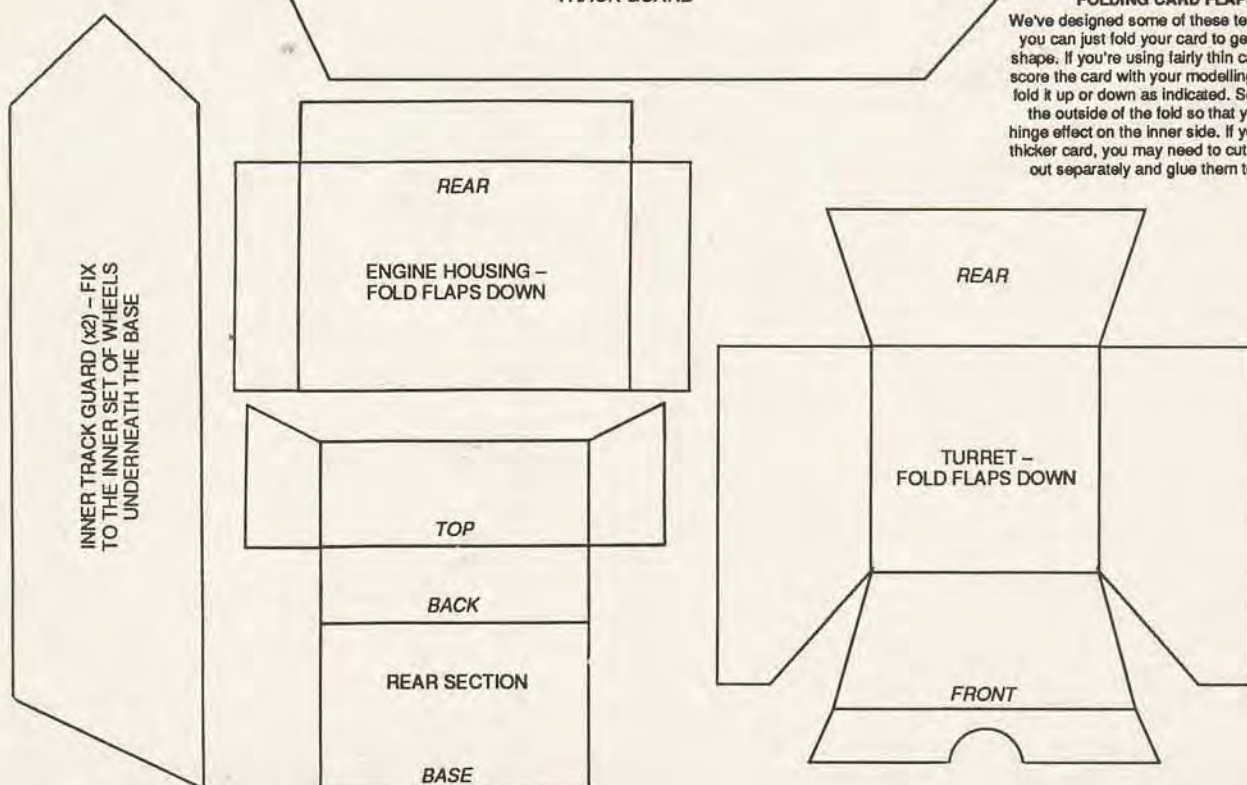 TRACK GUARD
FOLDING CARD FLAPS
We've designed some of these te
you can just fold your card to ge
shape. If you're using fairly thin c
score the card with your modelling
fold it up or down as indicated. S
the outside of the fold so that y
hinge effect on the inner side. If y
thicker card, you may need to cut
out separately and glue them t
INNER TRACK GUARD (x2) – FIX
TO THE INNER SET OF WHEELS
UNDERNEATH THE BASE
REAR
ENGINE HOUSING –
FOLD FLAPS DOWN
TOP
BACK
REAR SECTION
BASE
REAR
TURRET –
FOLD FLAPS DOWN
FRONT